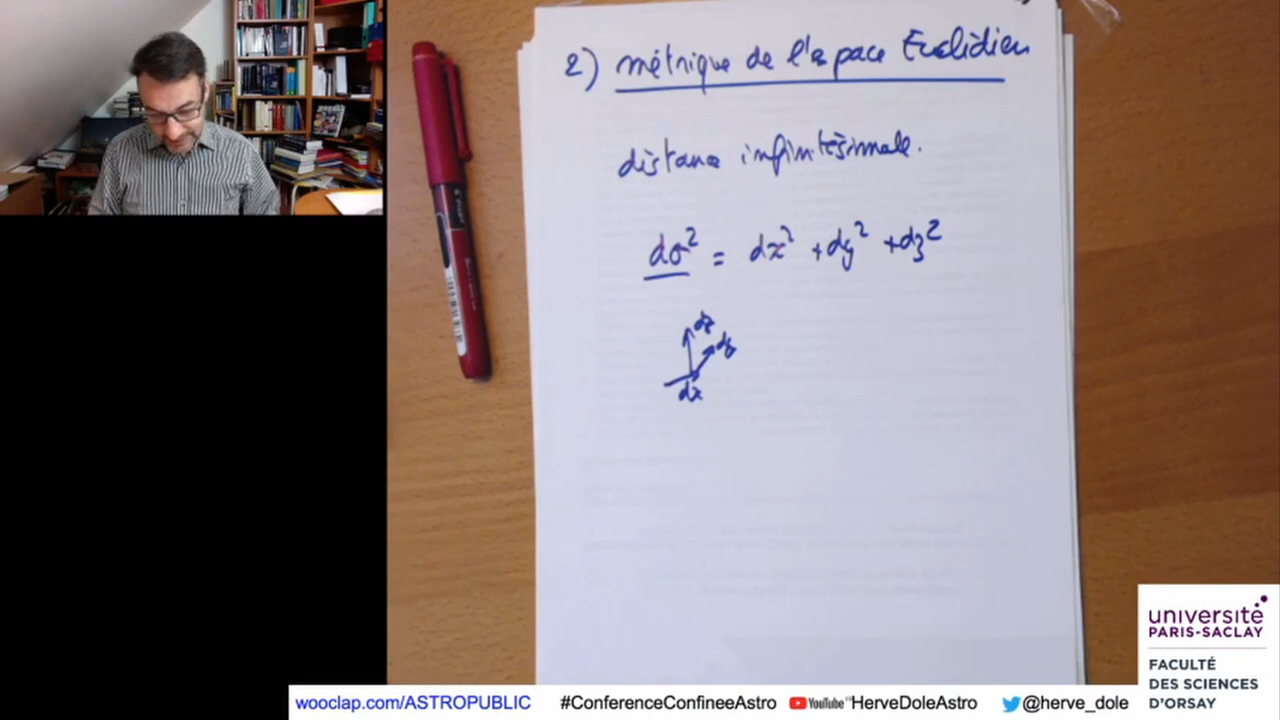 2) métrique de l'espace Euclidien
distance infinitésimale.
dσ² = dx² + dy² + dz²
dz
dy
dx
université
PARIS-SACLAY
FACULTÉ
DES SCIENCES
D'ORSAY
wooclap.com/ASTROPUBLIC #ConferenceConfineeAstro YouTube HerveDoleAstro @herve_dole